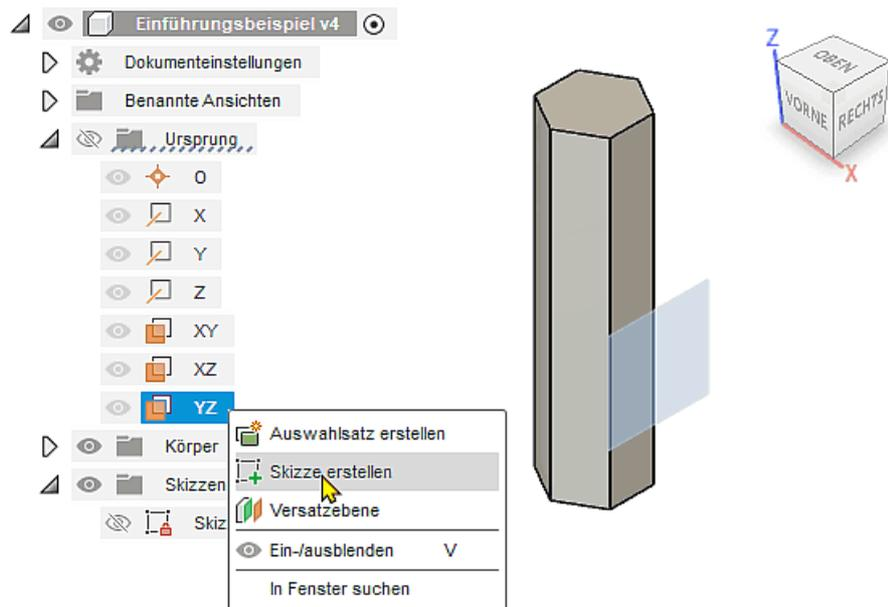 Einführungsbeispiel v4
Dokumenteinstellungen
Benannte Ansichten
Ursprung
O
X
Y
Z
XY
XZ
YZ
Auswahlsatz erstellen
Körper
Skizze erstellen
Skizzen
Versatzebene
Skiz
Ein-/ausblenden V
In Fenster suchen
Z
OBEN
VORNE
RECHTS
X